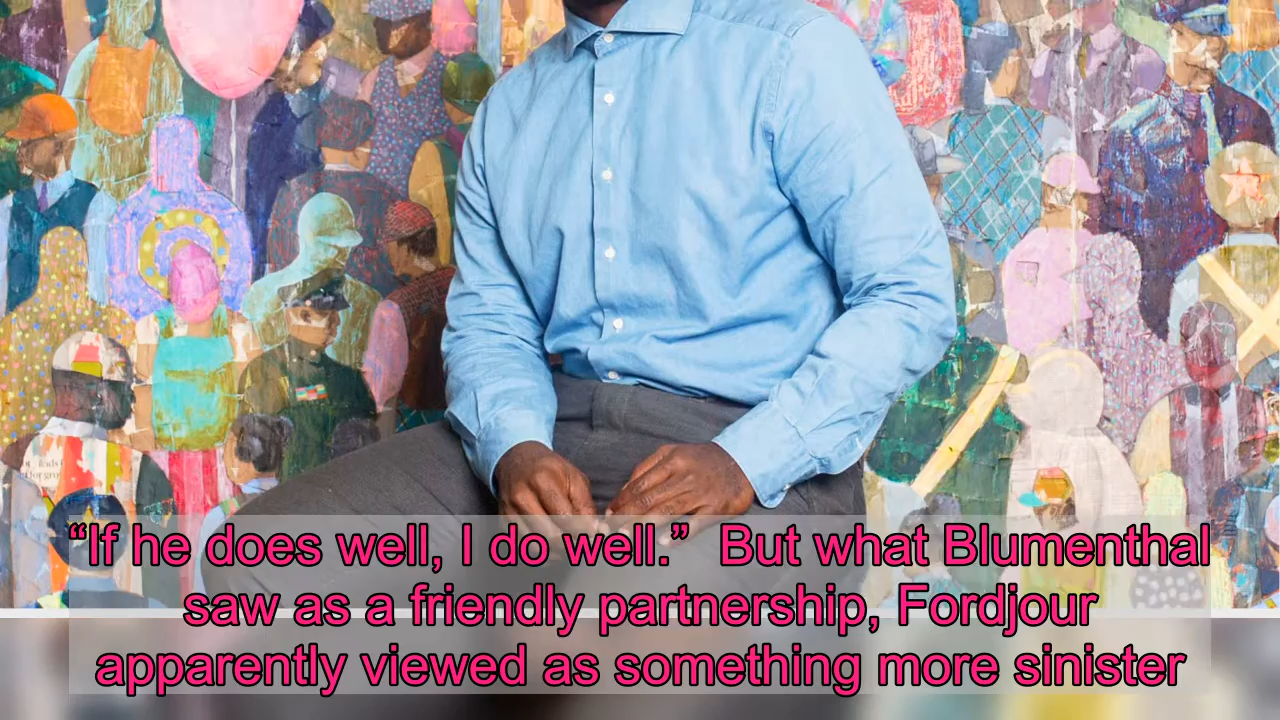 “If he does well, I do well.”  But what Blumenthal
saw as a friendly partnership, Fordjour
apparently viewed as something more sinister